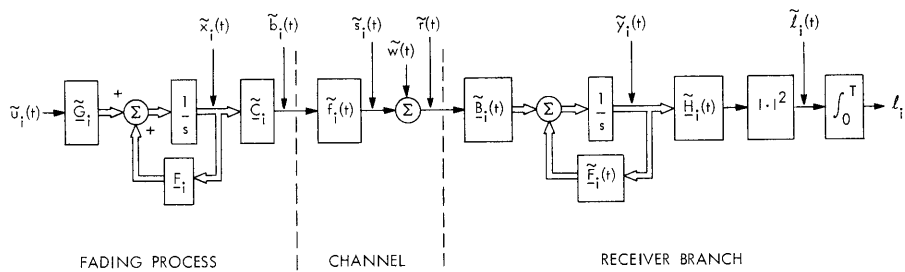 x̃_i(t) b̃_i(t) s̃_i(t) r̃(t) ỹ_i(t) l̃_i(t)
w̃(t)
ũ_i(t) G̃_i + Σ 1/s C̃_i f̃_i(t) Σ B̃_i(t) Σ 1/s H̃_i(t) |·|² ∫₀ᵀ ℓ_i
+
F_i F̃_i(t)
FADING PROCESS CHANNEL RECEIVER BRANCH